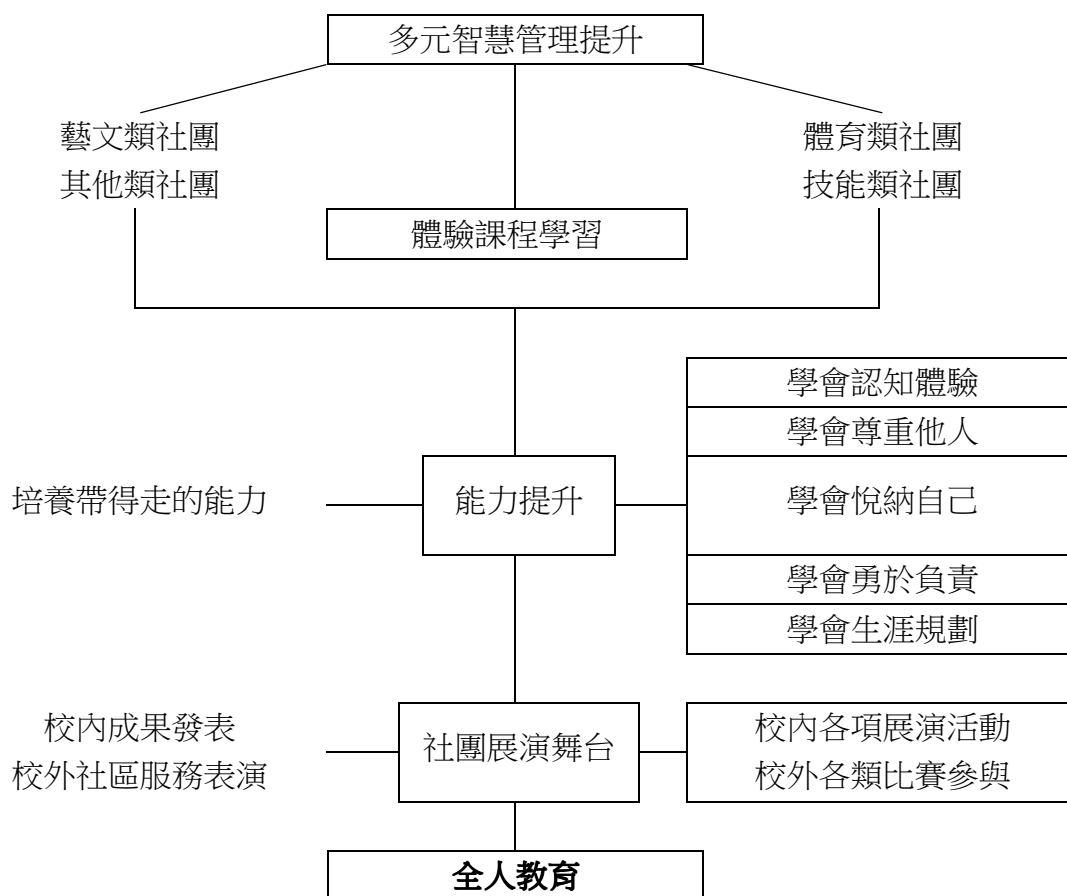 多元智慧管理提升
藝文類社團
其他類社團
體育類社團
技能類社團
體驗課程學習
學會認知體驗
學會尊重他人
培養帶得走的能力
能力提升
學會悅納自己
學會勇於負責
學會生涯規劃
校內成果發表
校外社區服務表演
社團展演舞台
校內各項展演活動
校外各類比賽參與
全人教育